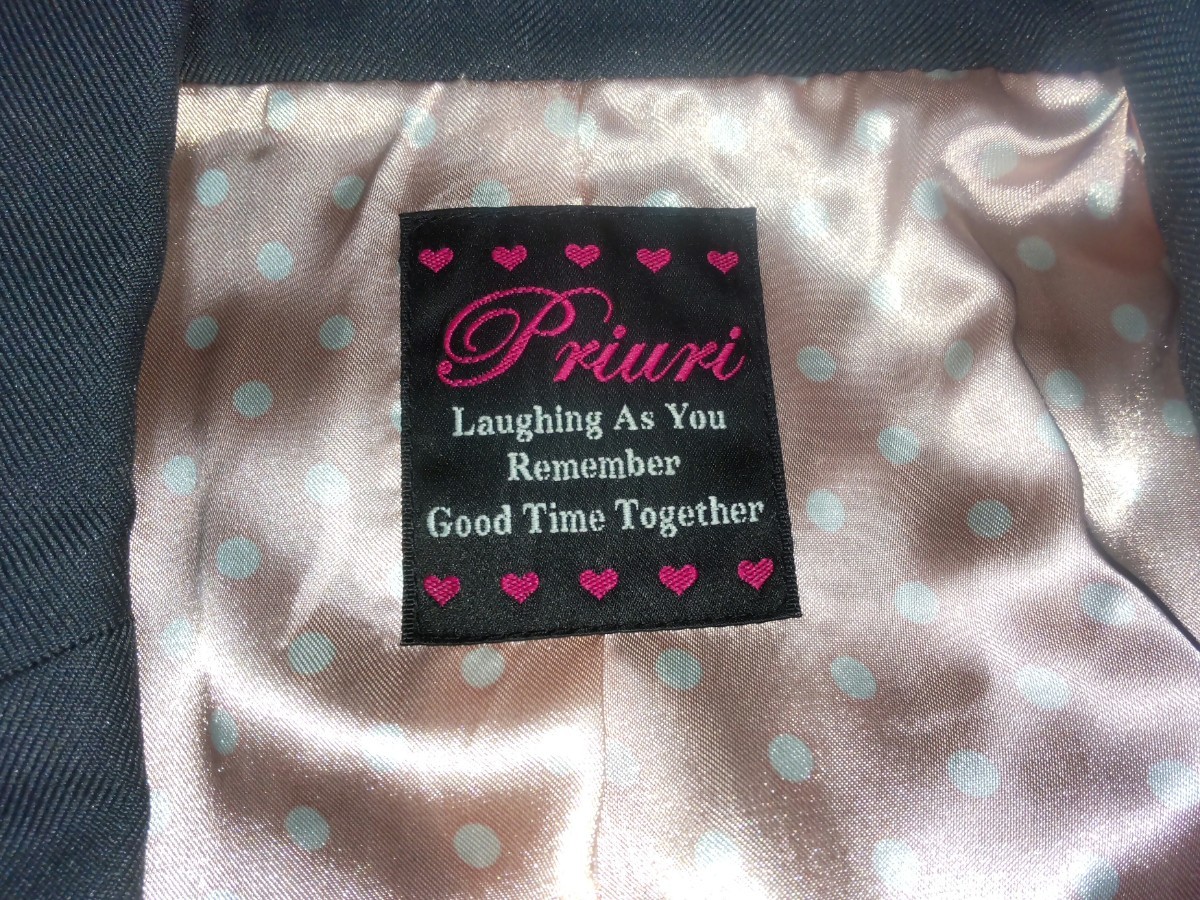 Priuri
Laughing As You
Remember
Good Time Together